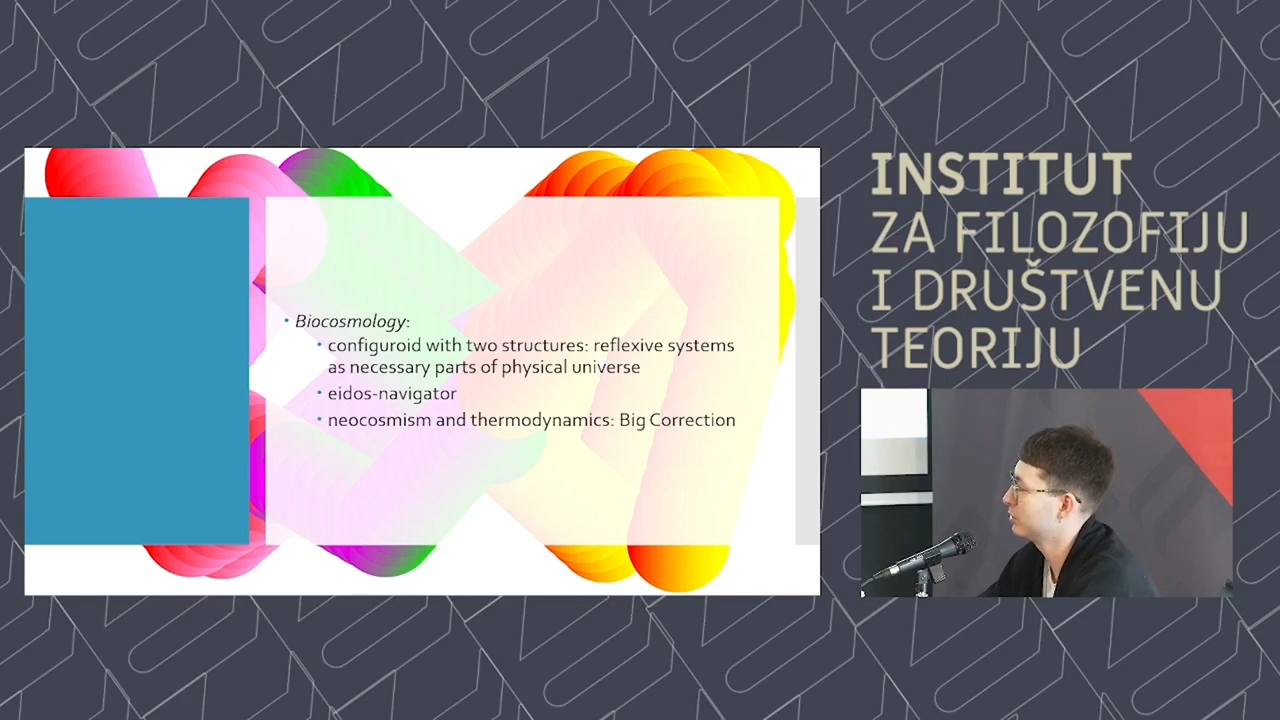 • Biocosmology:
• configuroid with two structures: reflexive systems
as necessary parts of physical universe
• eidos-navigator
• neocosmism and thermodynamics: Big Correction
INSTITUT
ZA FILOZOFIJU
I DRUŠTVENU
TEORIJU